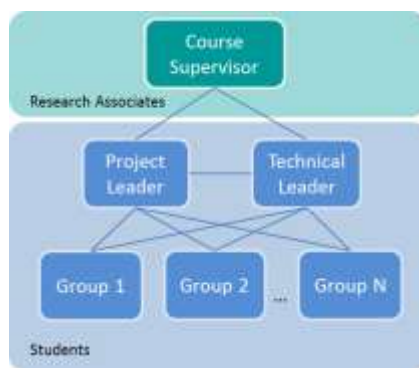 Course
Supervisor
Research Associates
Project
Leader
Technical
Leader
Group 1
Group 2
...
Group N
Students